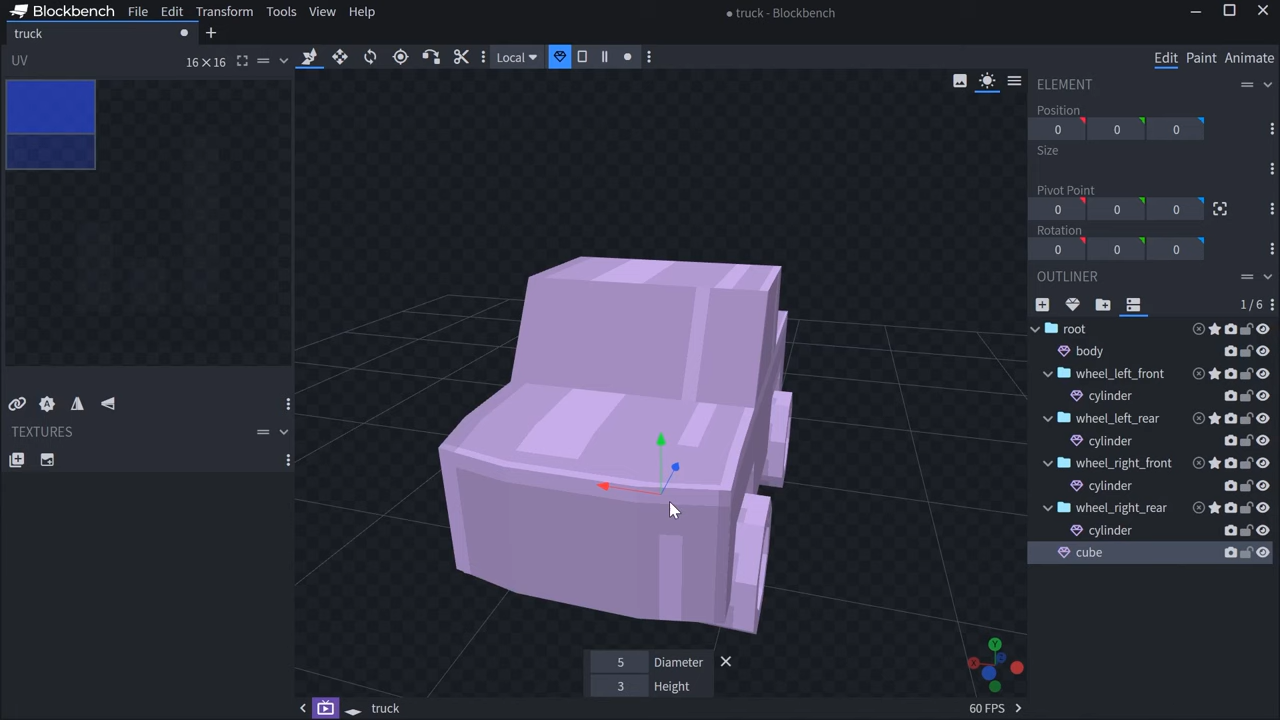 Blockbench File Edit Transform Tools View Help
truck - Blockbench
truck
UV
16×16
Local
Edit Paint Animate
ELEMENT
Position
0 0 0
Size
Pivot Point
0 0 0
Rotation
0 0 0
OUTLINER
1/6
root
body
wheel_left_front
cylinder
wheel_left_rear
cylinder
wheel_right_front
cylinder
wheel_right_rear
cylinder
cube
TEXTURES
5 Diameter
3 Height
truck
60 FPS